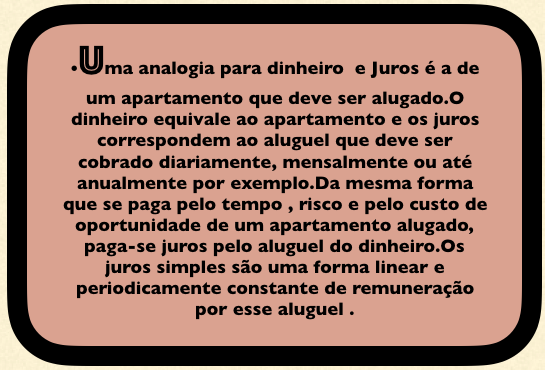 •Uma analogia para dinheiro  e Juros é a de
um apartamento que deve ser alugado.O
dinheiro equivale ao apartamento e os juros
correspondem ao aluguel que deve ser
cobrado diariamente, mensalmente ou até
anualmente por exemplo.Da mesma forma
que se paga pelo tempo , risco e pelo custo de
oportunidade de um apartamento alugado,
paga-se juros pelo aluguel do dinheiro.Os
juros simples são uma forma linear e
periodicamente constante de remuneração
por esse aluguel .